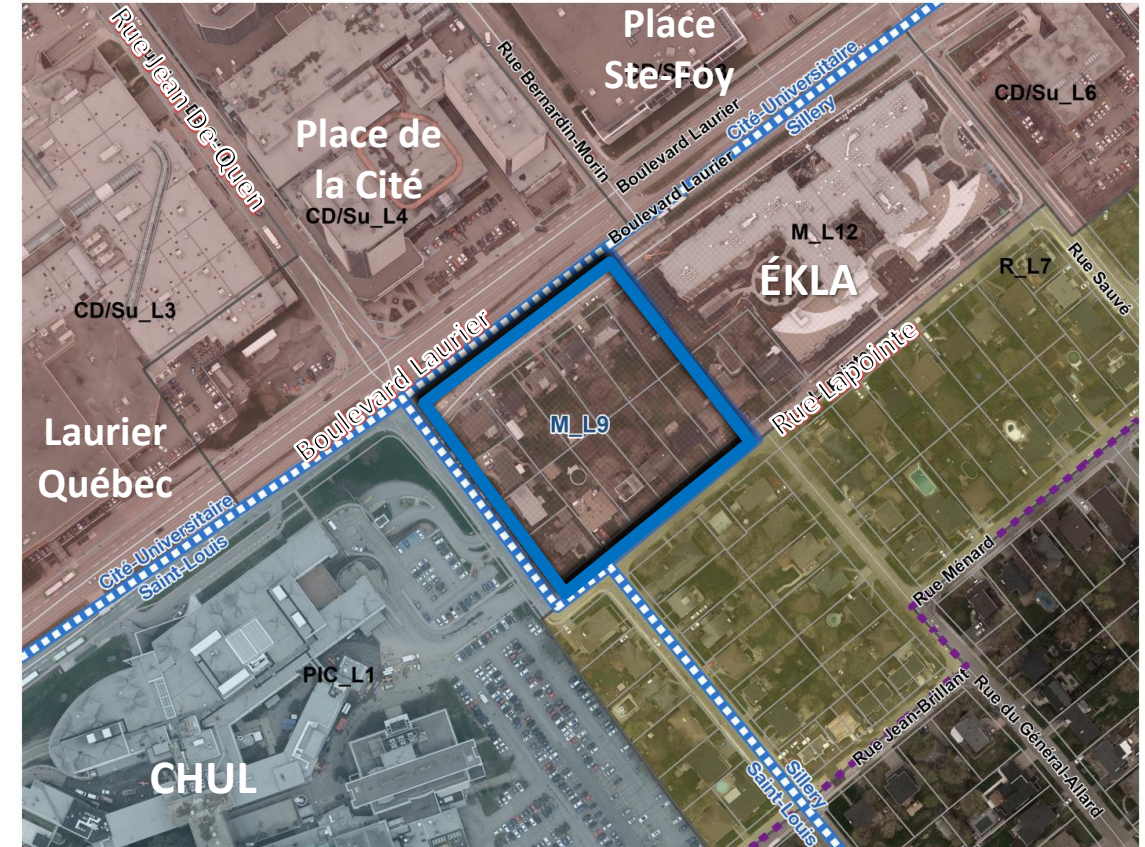 Rue Jean-De-Quen
Place
Ste-Foy
Rue Bernardin-Morin
Cité-Universitaire
Sillery
CD/Su_L6
Place de
la Cité
CD/Su_L4
Boulevard Laurier
Boulevard Laurier
M_L12
ÉKLA
R_L7
Rue Sauvé
CD/Su_L3
Boulevard Laurier
Rue Lapointe
M_L9
Laurier
Québec
Cité-Universitaire
Saint-Louis
Rue Ménard
PIC_L1
Rue Jean-Brillant
Rue du Général-Allard
CHUL
Sillery
Saint-Louis